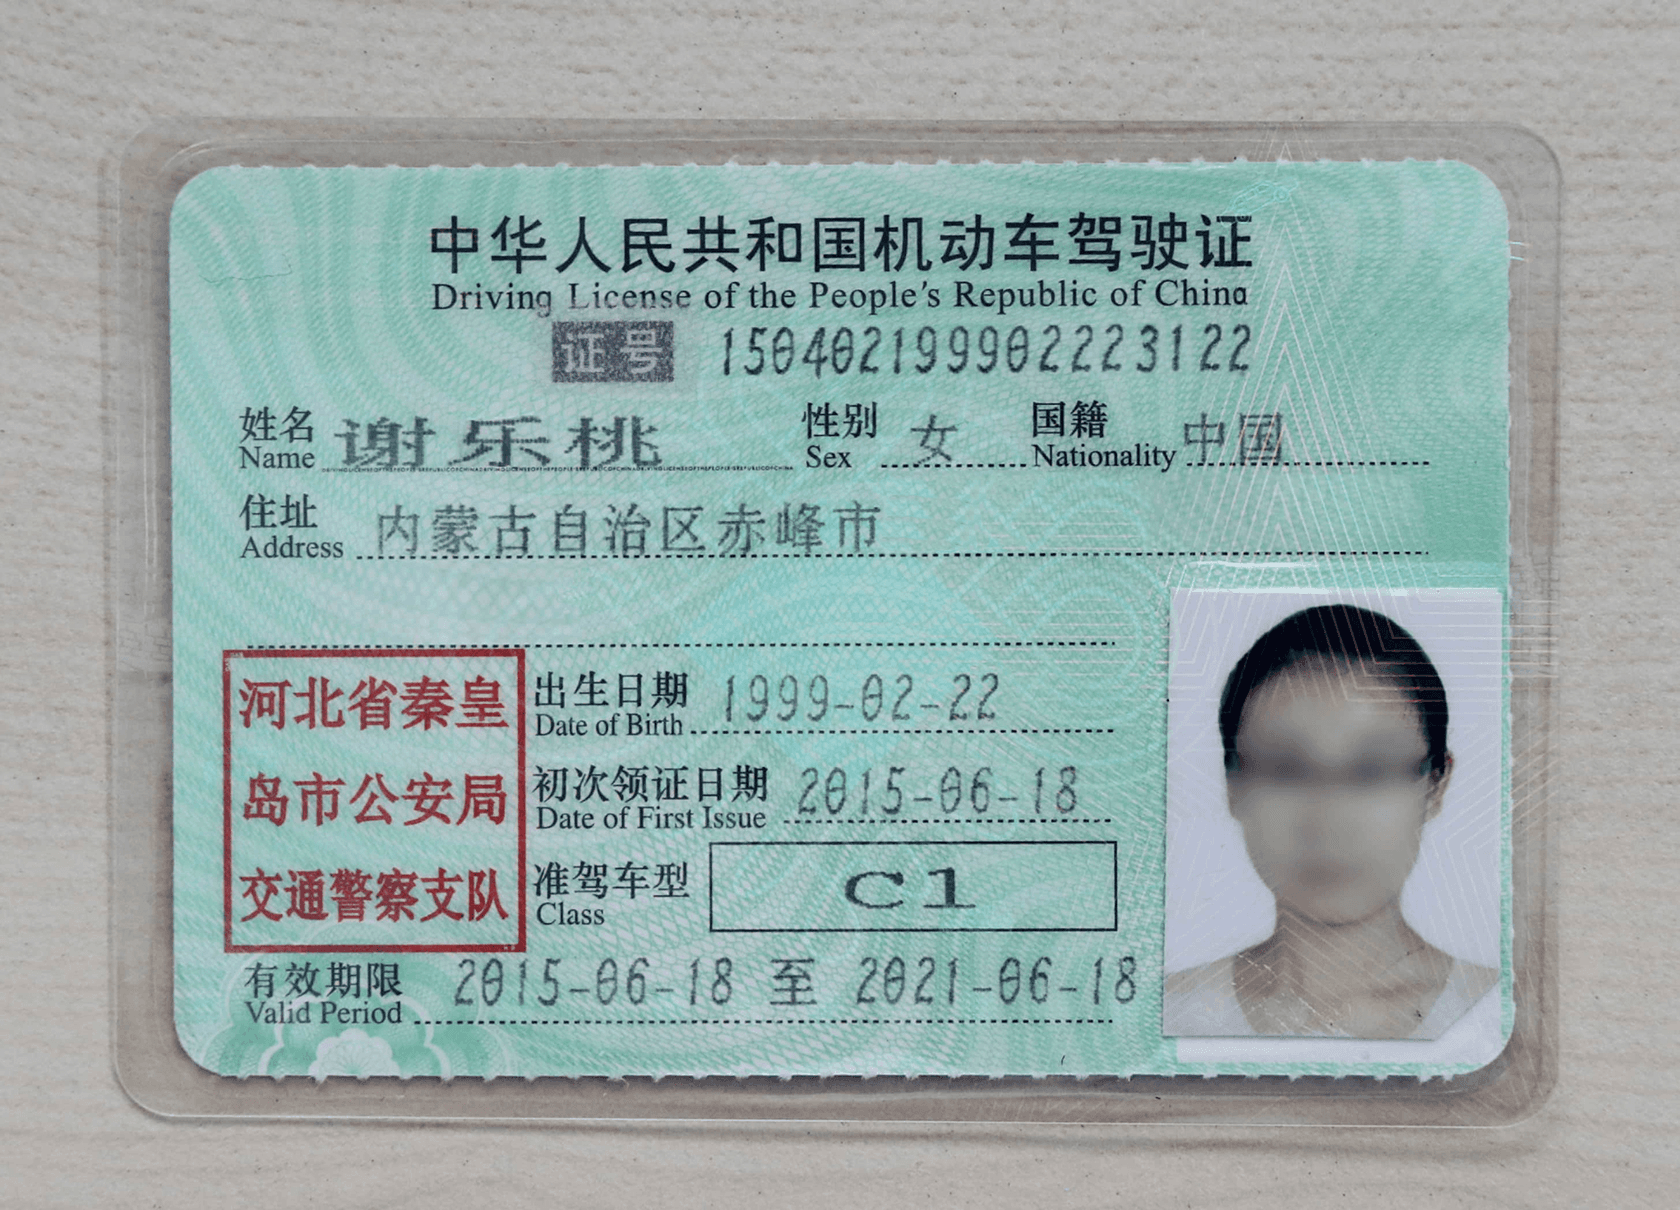 中华人民共和国机动车驾驶证
Driving License of the People's Republic of China
证号 150402199902223122
姓名 谢乐桃 性别 女 国籍 中国
Name Sex Nationality
住址 内蒙古自治区赤峰市
Address
河北省秦皇
岛市公安局
交通警察支队
出生日期 1999-02-22
Date of Birth
初次领证日期 2015-06-18
Date of First Issue
准驾车型 C1
Class
有效期限 2015-06-18 至 2021-06-18
Valid Period